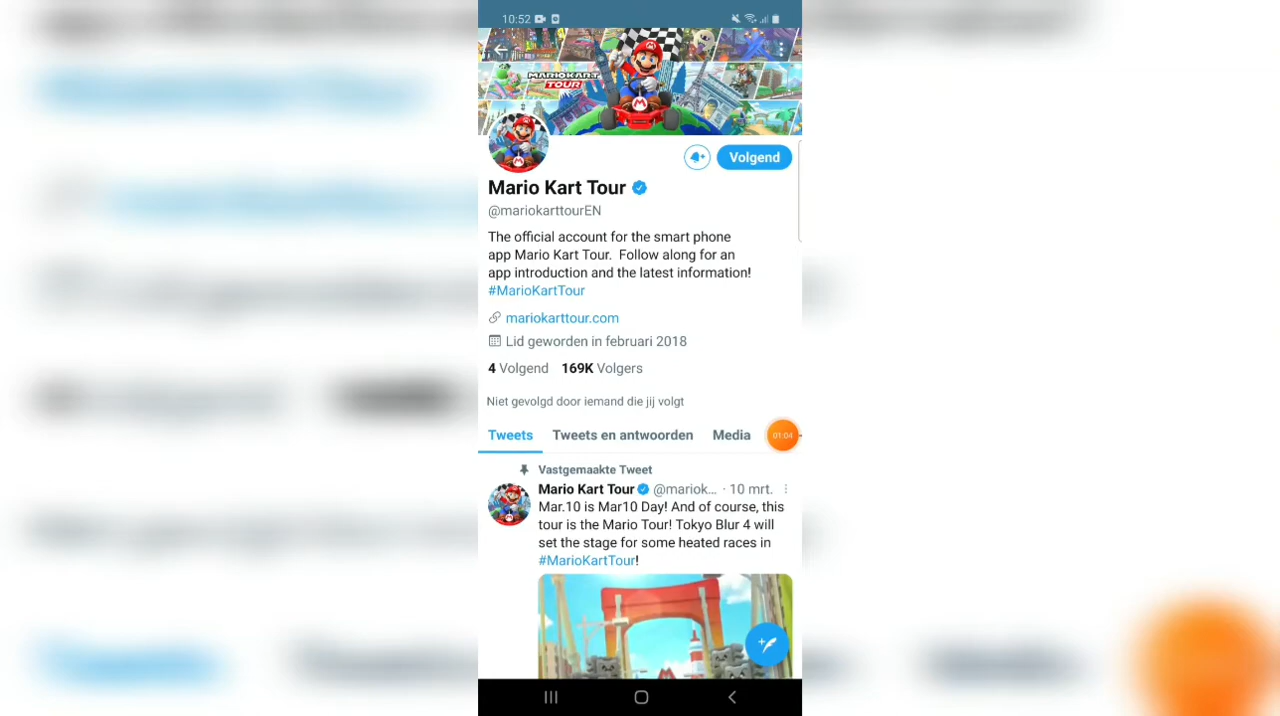 10:52
MARIOKART
TOUR
Volgend
Mario Kart Tour
@mariokarttourEN
The official account for the smart phone
app Mario Kart Tour. Follow along for an
app introduction and the latest information!
#MarioKartTour
mariokarttour.com
Lid geworden in februari 2018
4 Volgend 169K Volgers
Niet gevolgd door iemand die jij volgt
Tweets Tweets en antwoorden Media 01:04
Vastgemaakte Tweet
Mario Kart Tour @mariok... · 10 mrt.
Mar.10 is Mar10 Day! And of course, this
tour is the Mario Tour! Tokyo Blur 4 will
set the stage for some heated races in
#MarioKartTour!